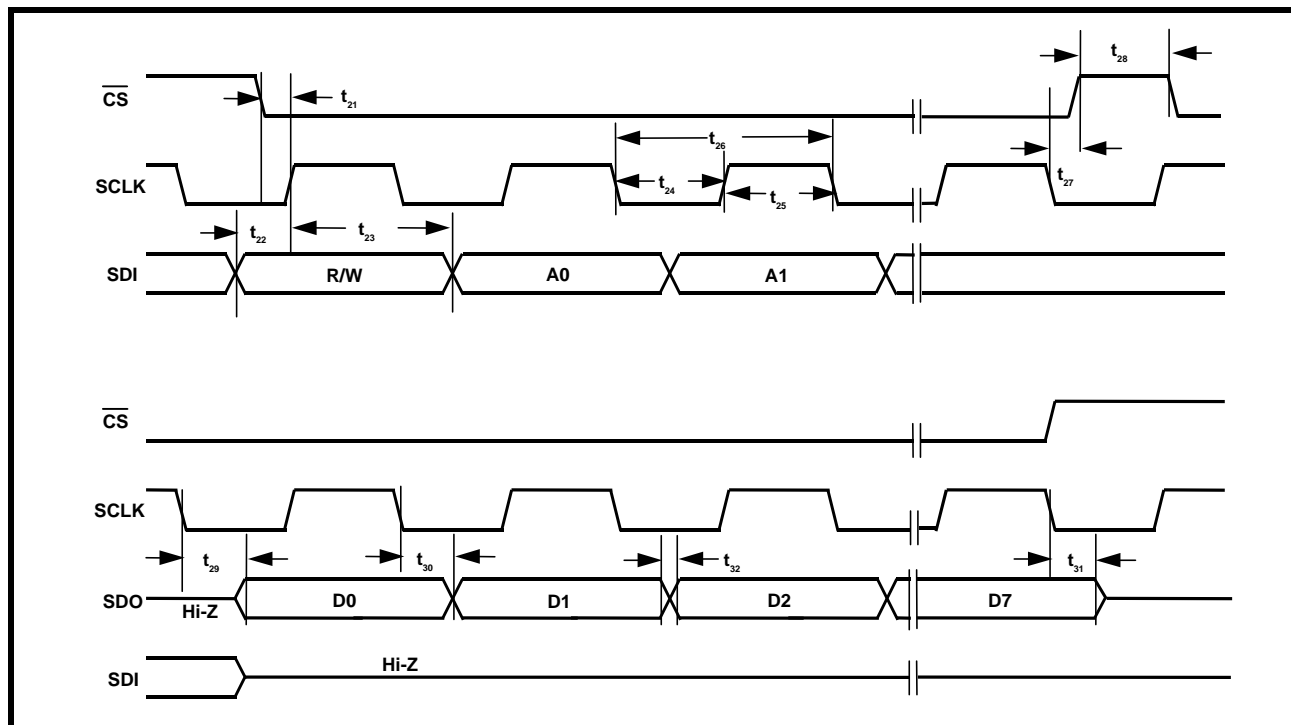 CS
t21
t28
SCLK
t26
t24
t25
t27
t22
t23
SDI
R/W
A0
A1
CS
SCLK
t29
t30
t32
t31
SDO
Hi-Z
D0
D1
D2
D7
SDI
Hi-Z